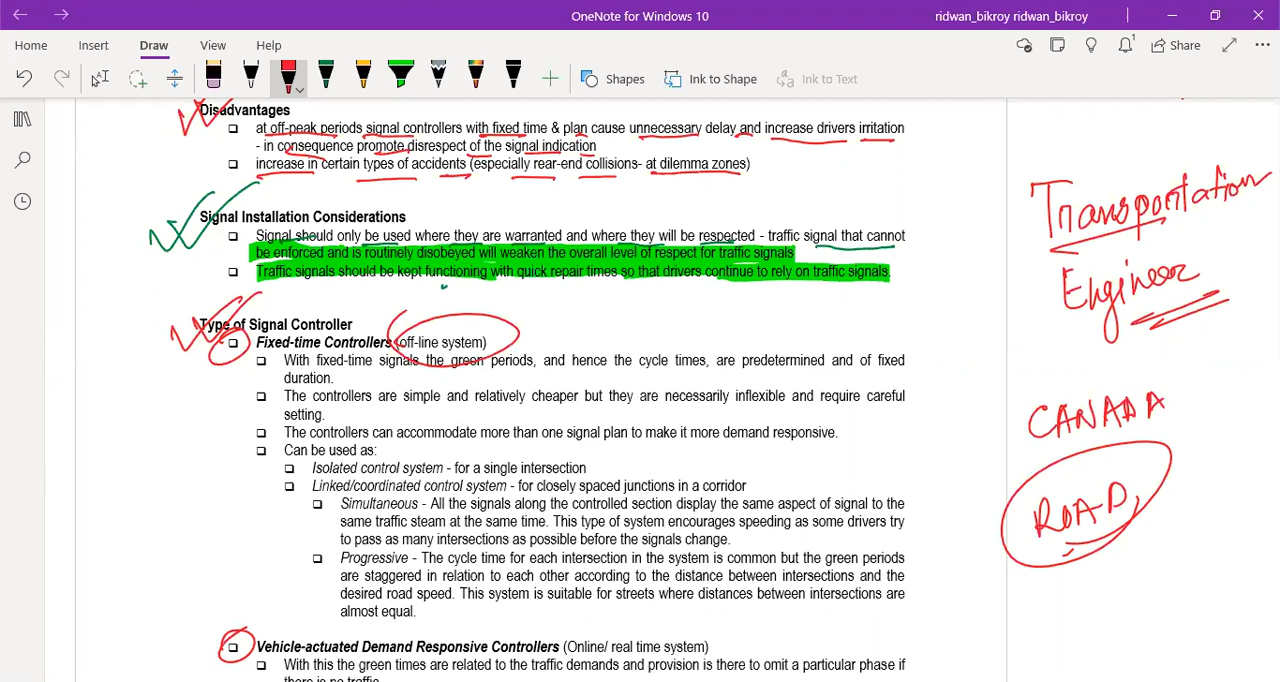 OneNote for Windows 10
ridwan_bikroy ridwan_bikroy
Home Insert Draw View Help
Share
Shapes Ink to Shape Ink to Text
Disadvantages
at off-peak periods signal controllers with fixed time & plan cause unnecessary delay and increase drivers irritation
- in consequence promote disrespect of the signal indication
increase in certain types of accidents (especially rear-end collisions- at dilemma zones)
Signal Installation Considerations
Signal should only be used where they are warranted and where they will be respected - traffic signal that cannot
be enforced and is routinely disobeyed will weaken the overall level of respect for traffic signals
Traffic signals should be kept functioning with quick repair times so that drivers continue to rely on traffic signals.
Type of Signal Controller
Fixed-time Controllers (off-line system)
With fixed-time signals the green periods, and hence the cycle times, are predetermined and of fixed
duration.
The controllers are simple and relatively cheaper but they are necessarily inflexible and require careful
setting.
The controllers can accommodate more than one signal plan to make it more demand responsive.
Can be used as:
Isolated control system - for a single intersection
Linked/coordinated control system - for closely spaced junctions in a corridor
Simultaneous - All the signals along the controlled section display the same aspect of signal to the
same traffic steam at the same time. This type of system encourages speeding as some drivers try
to pass as many intersections as possible before the signals change.
Progressive - The cycle time for each intersection in the system is common but the green periods
are staggered in relation to each other according to the distance between intersections and the
desired road speed. This system is suitable for streets where distances between intersections are
almost equal.
Vehicle-actuated Demand Responsive Controllers (Online/ real time system)
With this the green times are related to the traffic demands and provision is there to omit a particular phase if
there is no traffic
Transportation
Engineer
CANADA
ROAD